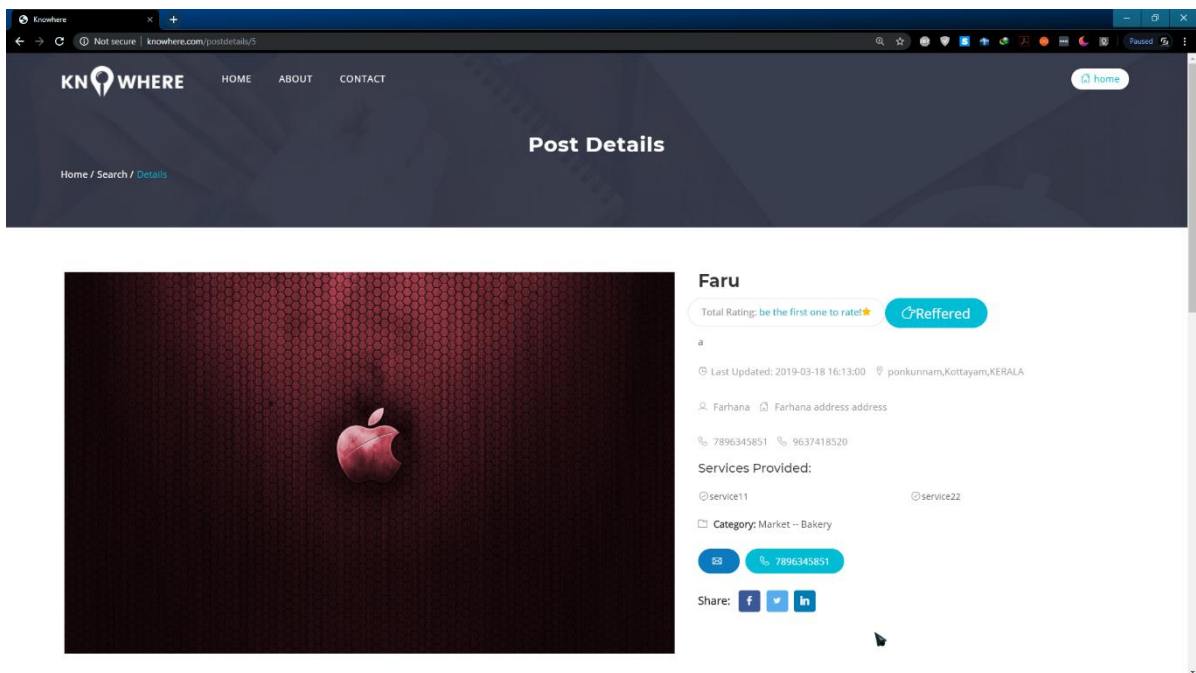 Knowhere
Not secure | knowhere.com/postdetails/5
Paused
KNOWHERE HOME ABOUT CONTACT home
Post Details
Home / Search / Details
Faru
Total Rating: be the first one to rate! Reffered
a
Last Updated: 2019-03-18 16:13:00 ponkunnam,Kottayam,KERALA
Farhana Farhana address address
7896345851 9637418520
Services Provided:
service11 service22
Category: Market -- Bakery
7896345851
Share: f in